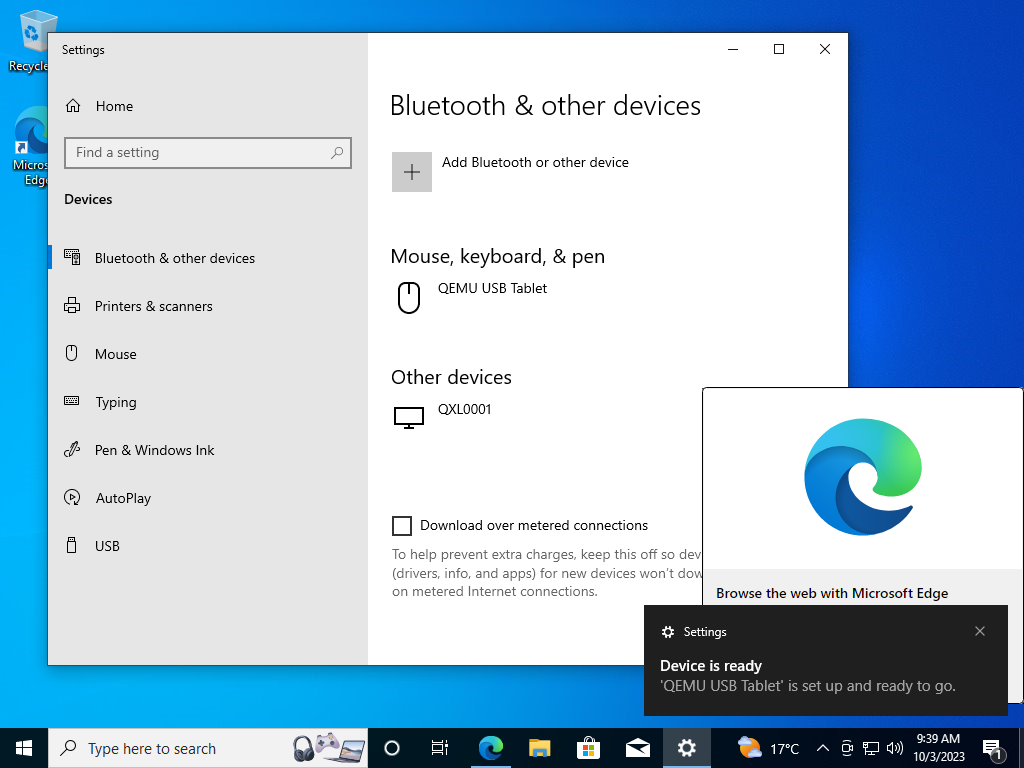 Recycle
Micros
Edge
Settings
Home
Find a setting
Devices
Bluetooth & other devices
Printers & scanners
Mouse
Typing
Pen & Windows Ink
AutoPlay
USB
Bluetooth & other devices
Add Bluetooth or other device
Mouse, keyboard, & pen
QEMU USB Tablet
Other devices
QXL0001
Download over metered connections
To help prevent extra charges, keep this off so dev
(drivers, info, and apps) for new devices won't dow
on metered Internet connections.
Browse the web with Microsoft Edge
Settings
Device is ready
'QEMU USB Tablet' is set up and ready to go.
Type here to search
17°C
9:39 AM
10/3/2023
1